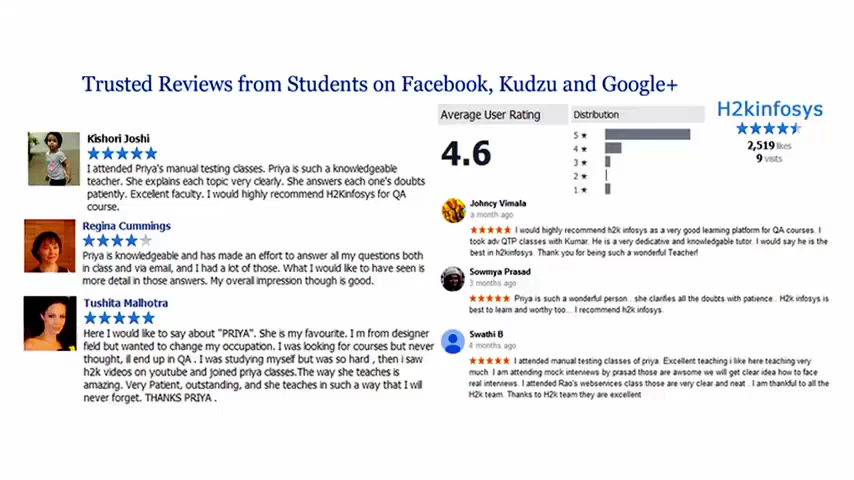 Trusted Reviews from Students on Facebook, Kudzu and Google+
Kishori Joshi
I attended Priya's manual testing classes. Priya is such a knowledgeable
teacher. She explains each topic very clearly. She answers each one's doubts
patiently. Excellent faculty. I would highly recommend H2Kinfosys for QA
course.
Regina Cummings
Priya is knowledgeable and has made an effort to answer all my questions both
in class and via email, and I had a lot of those. What I would like to have seen is
more detail in those answers. My overall impression though is good.
Tushita Malhotra
Here I would like to say about "PRIYA". She is my favourite. I m from designer
field but wanted to change my occupation. I was looking for courses but never
thought, ill end up in QA . I was studying myself but was so hard , then i saw
h2k videos on youtube and joined priya classes.The way she teaches is
amazing. Very Patient, outstanding, and she teaches in such a way that I will
never forget. THANKS PRIYA .
Average User Rating
4.6
Distribution
5 ★
4 ★
3 ★
2 ★
1 ★
H2kinfosys
2,519 likes
9 visits
Johncy Vimala
a month ago
I would highly recommend h2k infosys as a very good learning platform for QA courses. I
took adv QTP classes with Kumar. He is a very dedicative and knowledgable tutor. I would say he is the
best in h2kinfosys. Thank you for being such a wonderful Teacher!
Sowmya Prasad
3 months ago
Priya is such a wonderful person.. she clarifies all the doubts with patience.. H2k infosys is
best to learn and worthy too... I recommend h2k infosys.
Swathi B
4 months ago
I attended manual testing classes of priya. Excellent teaching i like here teaching very
much. I am attending mock interviews by prasad those are awsome we will get clear idea how to face
real interviews. I attended Rao's webservices class those are very clear and neat . I am thankful to all the
H2k team. Thanks to H2k team they are excellent